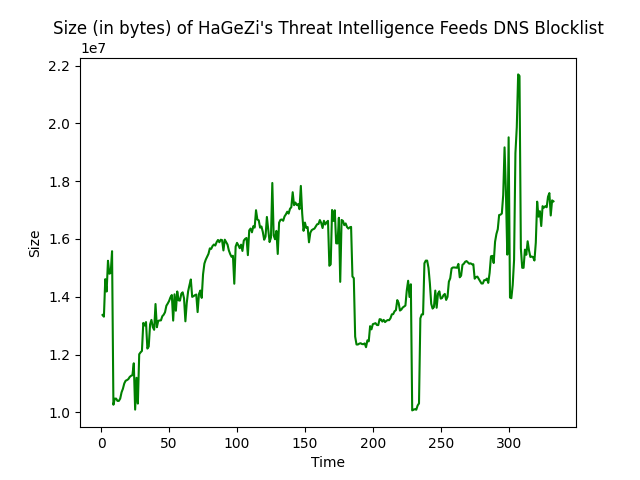 Size (in bytes) of HaGeZi's Threat Intelligence Feeds DNS Blocklist
1e7
2.2
2.0
1.8
1.6
1.4
1.2
1.0
Size
0 50 100 150 200 250 300
Time